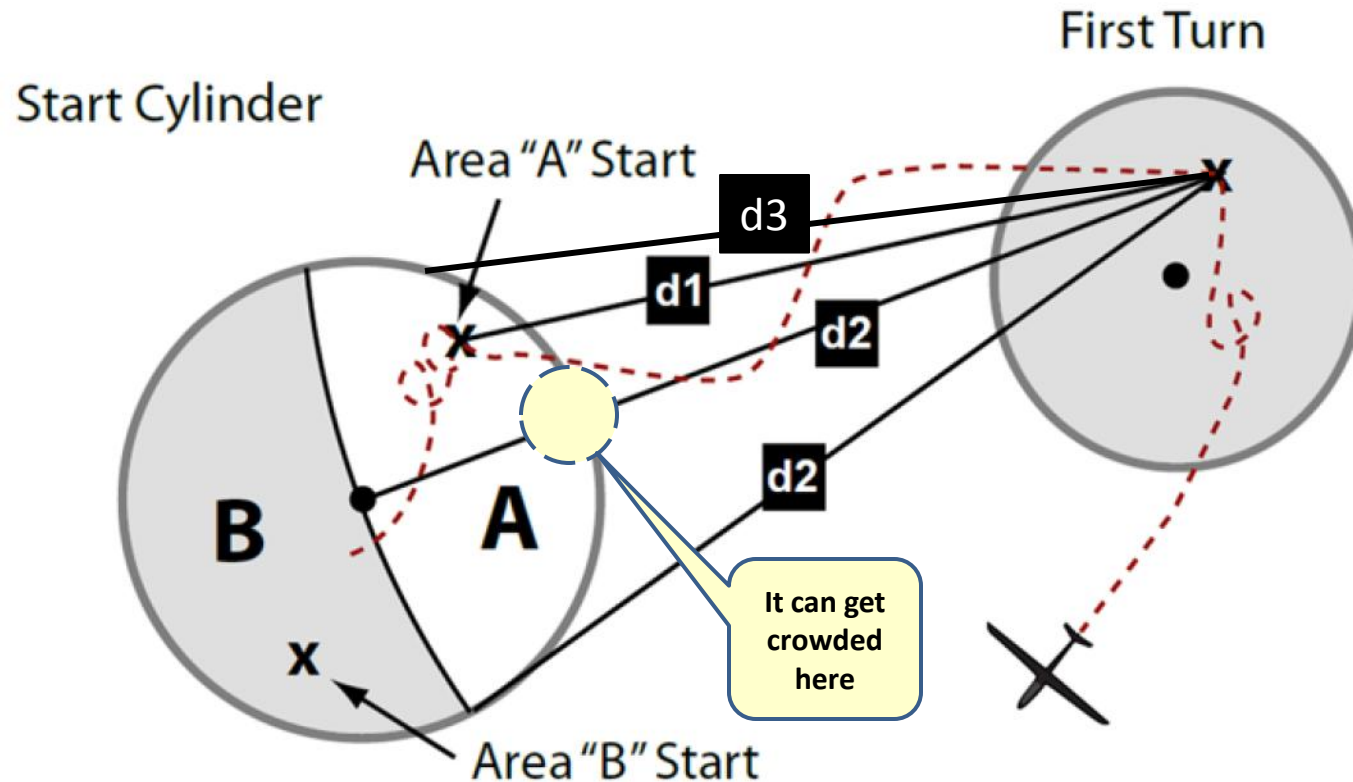 First Turn
Start Cylinder
Area "A" Start
x
d3
d1
x
d2
d2
B
A
It can get
crowded
here
x
Area "B" Start